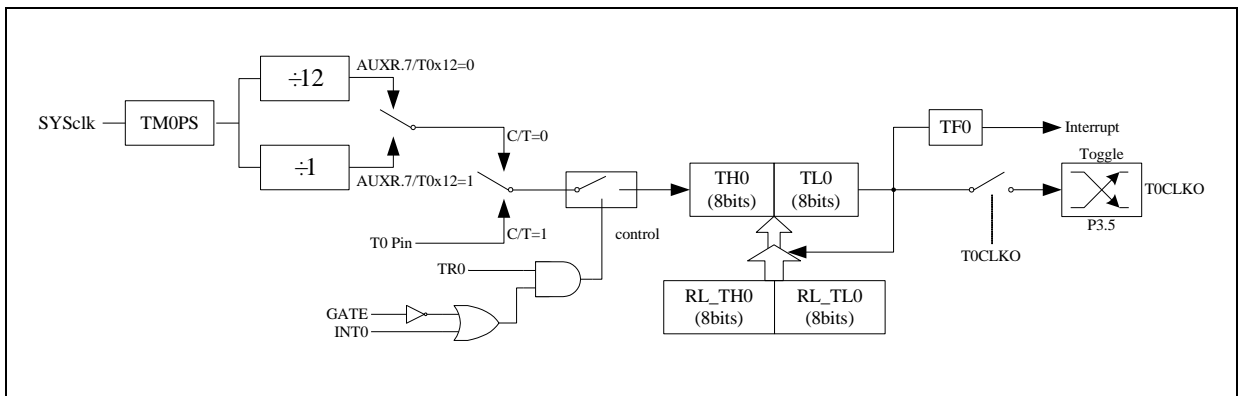 AUXR.7/T0x12=0
÷12
SYSclk
TM0PS
C/T=0
÷1
AUXR.7/T0x12=1
T0 Pin
C/T=1
control
TR0
GATE
INT0
TH0
(8bits)
TL0
(8bits)
RL_TH0
(8bits)
RL_TL0
(8bits)
TF0
Interrupt
Toggle
T0CLKO
P3.5
T0CLKO